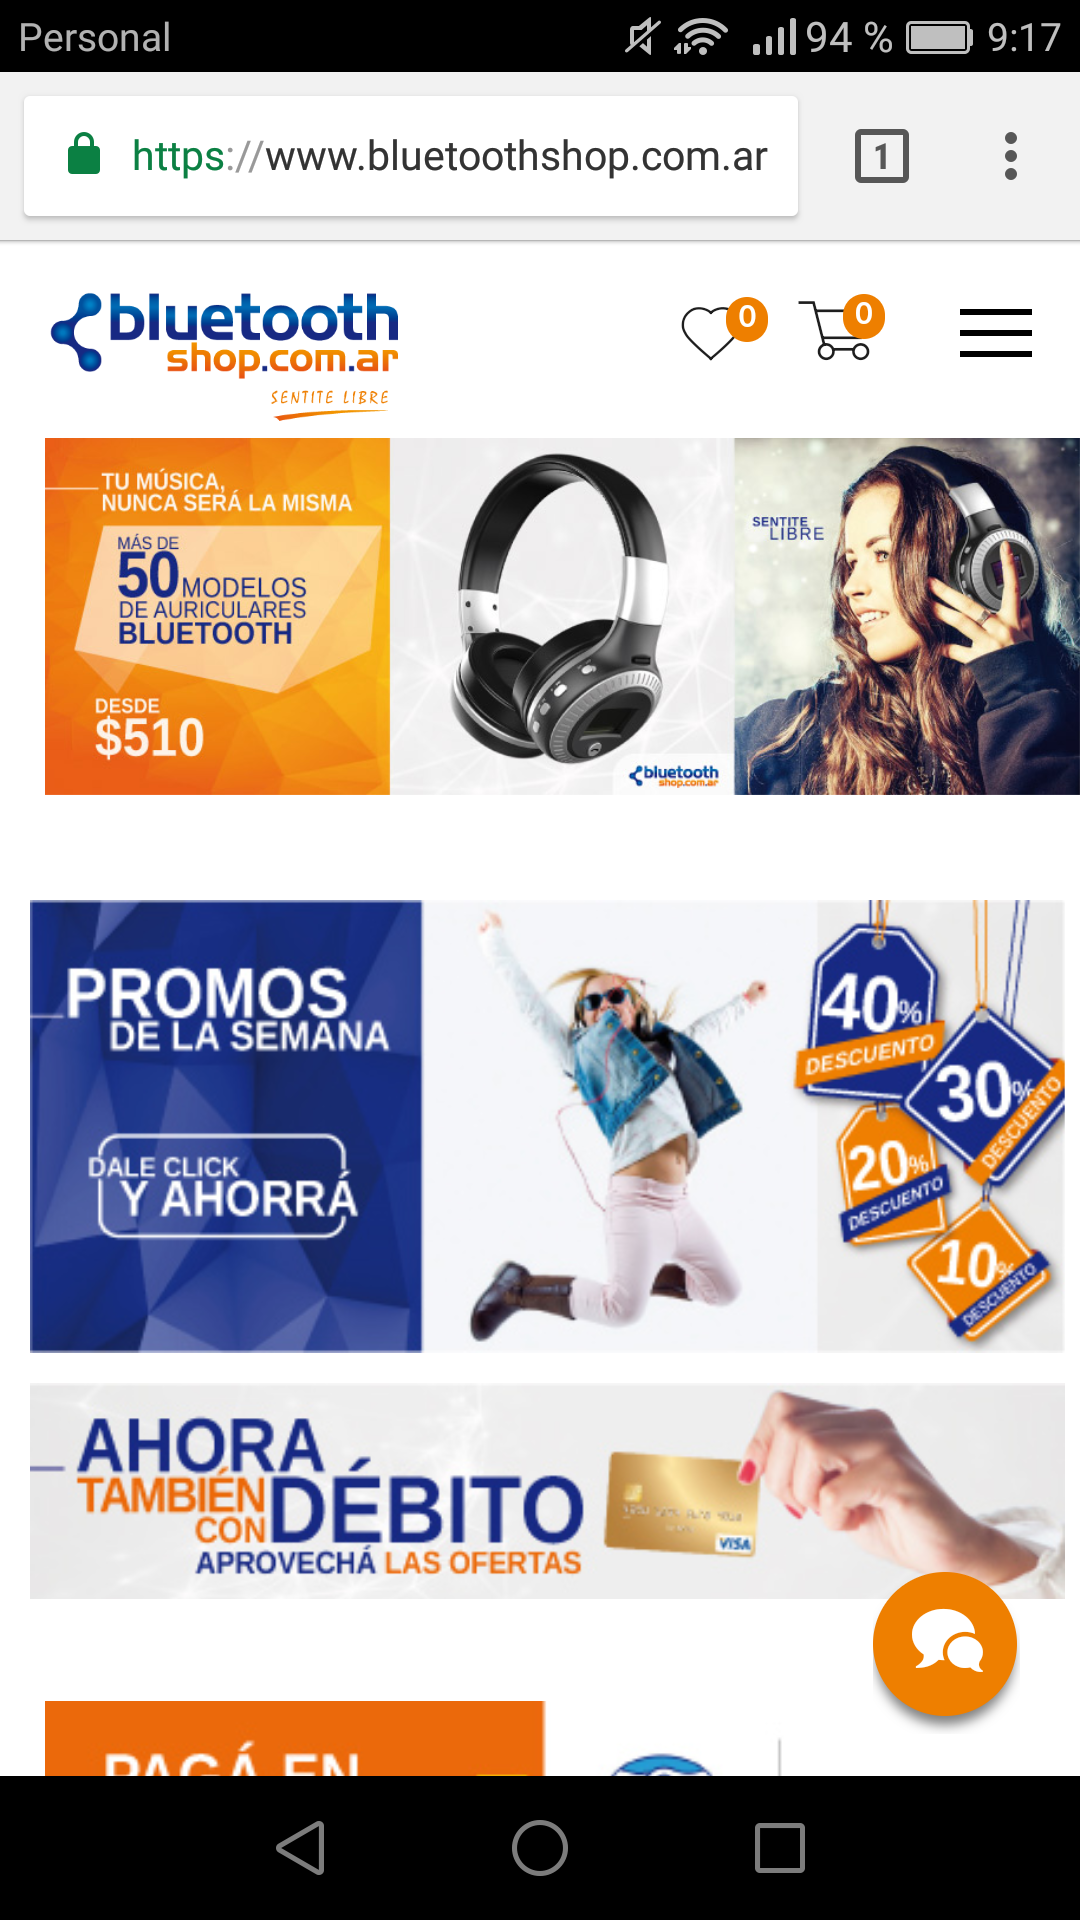 Personal
94 %
9:17
https://www.bluetoothshop.com.ar
1
bluetooth
shop.com.ar
SENTITE LIBRE
0
0
TU MÚSICA,
NUNCA SERÁ LA MISMA
MÁS DE
50 MODELOS
DE AURICULARES
BLUETOOTH
DESDE
$510
bluetooth
shop.com.ar
SENTITE
LIBRE
PROMOS
DE LA SEMANA
DALE CLICK
Y AHORRÁ
40%
DESCUENTO
30%
DESCUENTO
20%
DESCUENTO
10%
DESCUENTO
AHORA
TAMBIÉN
CON DÉBITO
APROVECHÁ LAS OFERTAS
VISA
PAGÁ EN